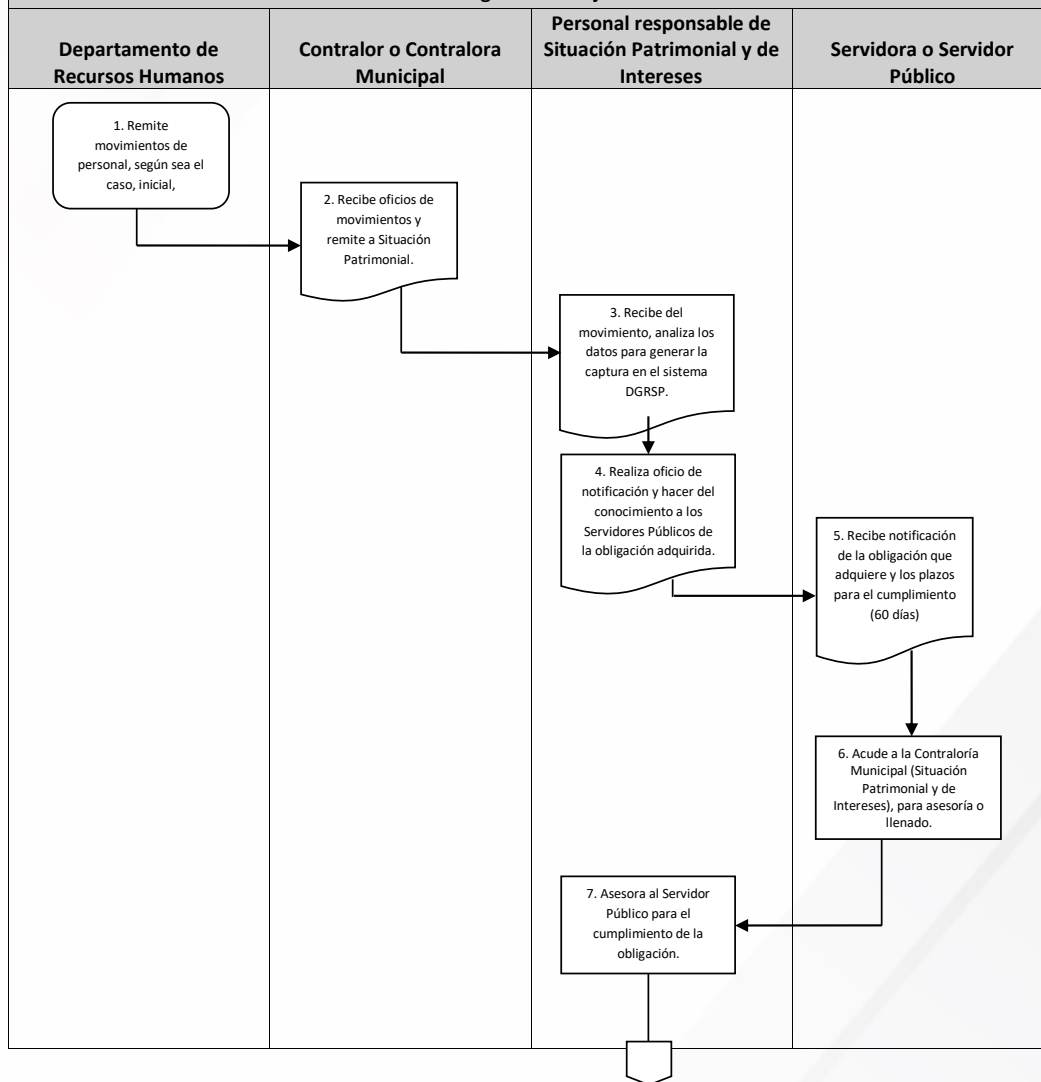 Departamento de
Recursos Humanos
Contralor o Contralora
Municipal
Personal responsable de
Situación Patrimonial y de
Intereses
Servidora o Servidor
Público
1. Remite
movimientos de
personal, según sea el
caso, inicial,
2. Recibe oficios de
movimientos y
remite a Situación
Patrimonial.
3. Recibe del
movimiento, analiza los
datos para generar la
captura en el sistema
DGRSP.
4. Realiza oficio de
notificación y hacer del
conocimiento a los
Servidores Públicos de
la obligación adquirida.
5. Recibe notificación
de la obligación que
adquiere y los plazos
para el cumplimiento
(60 días)
6. Acude a la Contraloría
Municipal (Situación
Patrimonial y de
Intereses), para asesoría o
llenado.
7. Asesora al Servidor
Público para el
cumplimiento de la
obligación.